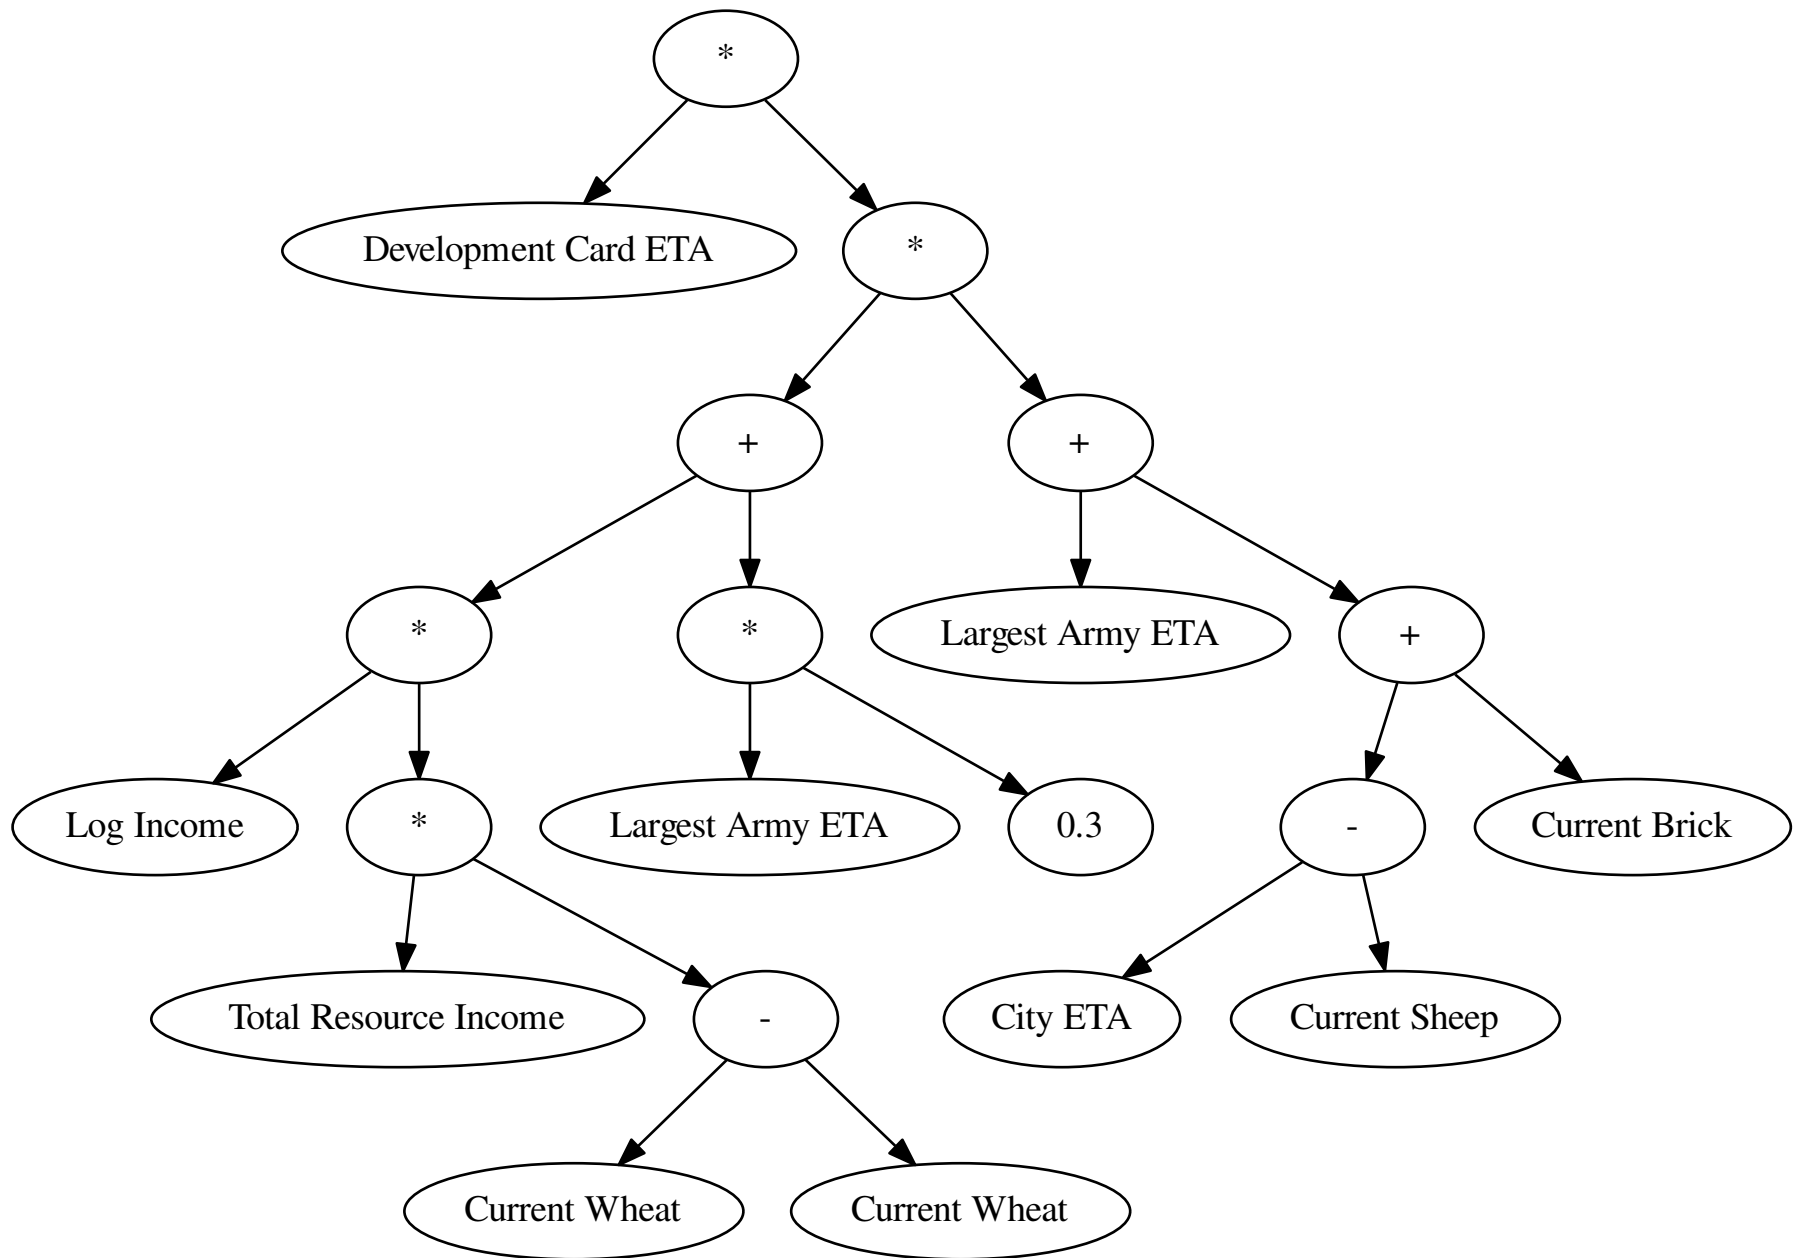 *
Development Card ETA
*
+
+
*
*
Largest Army ETA
+
Log Income
*
Largest Army ETA
0.3
-
Current Brick
Total Resource Income
-
City ETA
Current Sheep
Current Wheat
Current Wheat